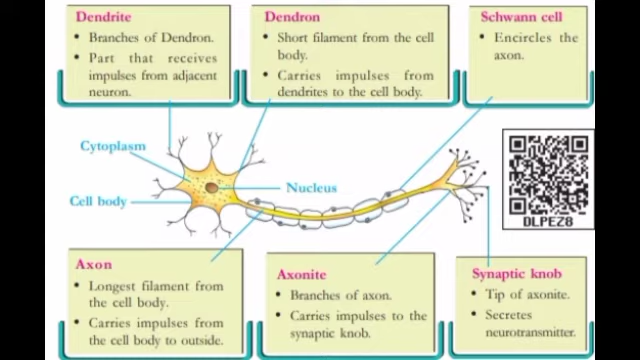 Dendrite
• Branches of Dendron.
• Part that receives
impulses from adjacent
neuron.
Dendron
• Short filament from the cell
body.
• Carries impulses from
dendrites to the cell body.
Schwann cell
• Encircles the
axon.
Cytoplasm
Cell body
Nucleus
DLPEZ8
Axon
• Longest filament from
the cell body.
• Carries impulses from
the cell body to outside.
Axonite
• Branches of axon.
• Carries impulses to the
synaptic knob.
Synaptic knob
• Tip of axonite.
• Secretes
neurotransmitter.